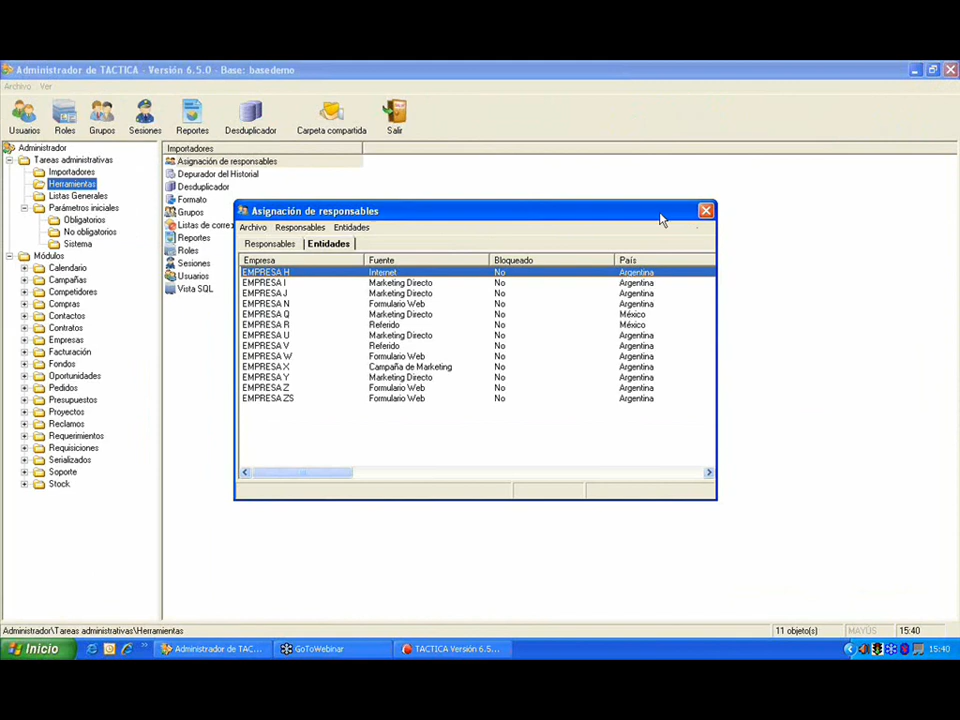 Administrador de TACTICA - Versión 6.5.0 - Base: basedemo
Archivo Ver
Usuarios Roles Grupos Sesiones Reportes Desduplicador Carpeta compartida Salir
Administrador
Tareas administrativas
Importadores
Herramientas
Listas Generales
Parámetros iniciales
Obligatorios
No obligatorios
Sistema
Módulos
Calendario
Campañas
Competidores
Compras
Contactos
Contratos
Empresas
Facturación
Fondos
Oportunidades
Pedidos
Presupuestos
Proyectos
Reclamos
Requerimientos
Requisiciones
Serializados
Soporte
Stock
Importadores
Asignación de responsables
Depurador del Historial
Desduplicador
Formato
Grupos
Listas de corre
Reportes
Roles
Sesiones
Usuarios
Vista SQL
Asignación de responsables
Archivo Responsables Entidades
Responsables Entidades
Empresa Fuente Bloqueado País
EMPRESA H Internet No Argentina
EMPRESA I Marketing Directo No Argentina
EMPRESA J Marketing Directo No Argentina
EMPRESA N Formulario Web No Argentina
EMPRESA Q Marketing Directo No México
EMPRESA R Referido No México
EMPRESA U Marketing Directo No Argentina
EMPRESA V Referido No Argentina
EMPRESA W Formulario Web No Argentina
EMPRESA X Campaña de Marketing No Argentina
EMPRESA Y Marketing Directo No Argentina
EMPRESA Z Formulario Web No Argentina
EMPRESA ZS Formulario Web No Argentina
Administrador\Tareas administrativas\Herramientas 11 objeto(s) MAYÚS 15:40
Inicio Administrador de TAC... GoToWebinar TACTICA Versión 6.5... 15:40